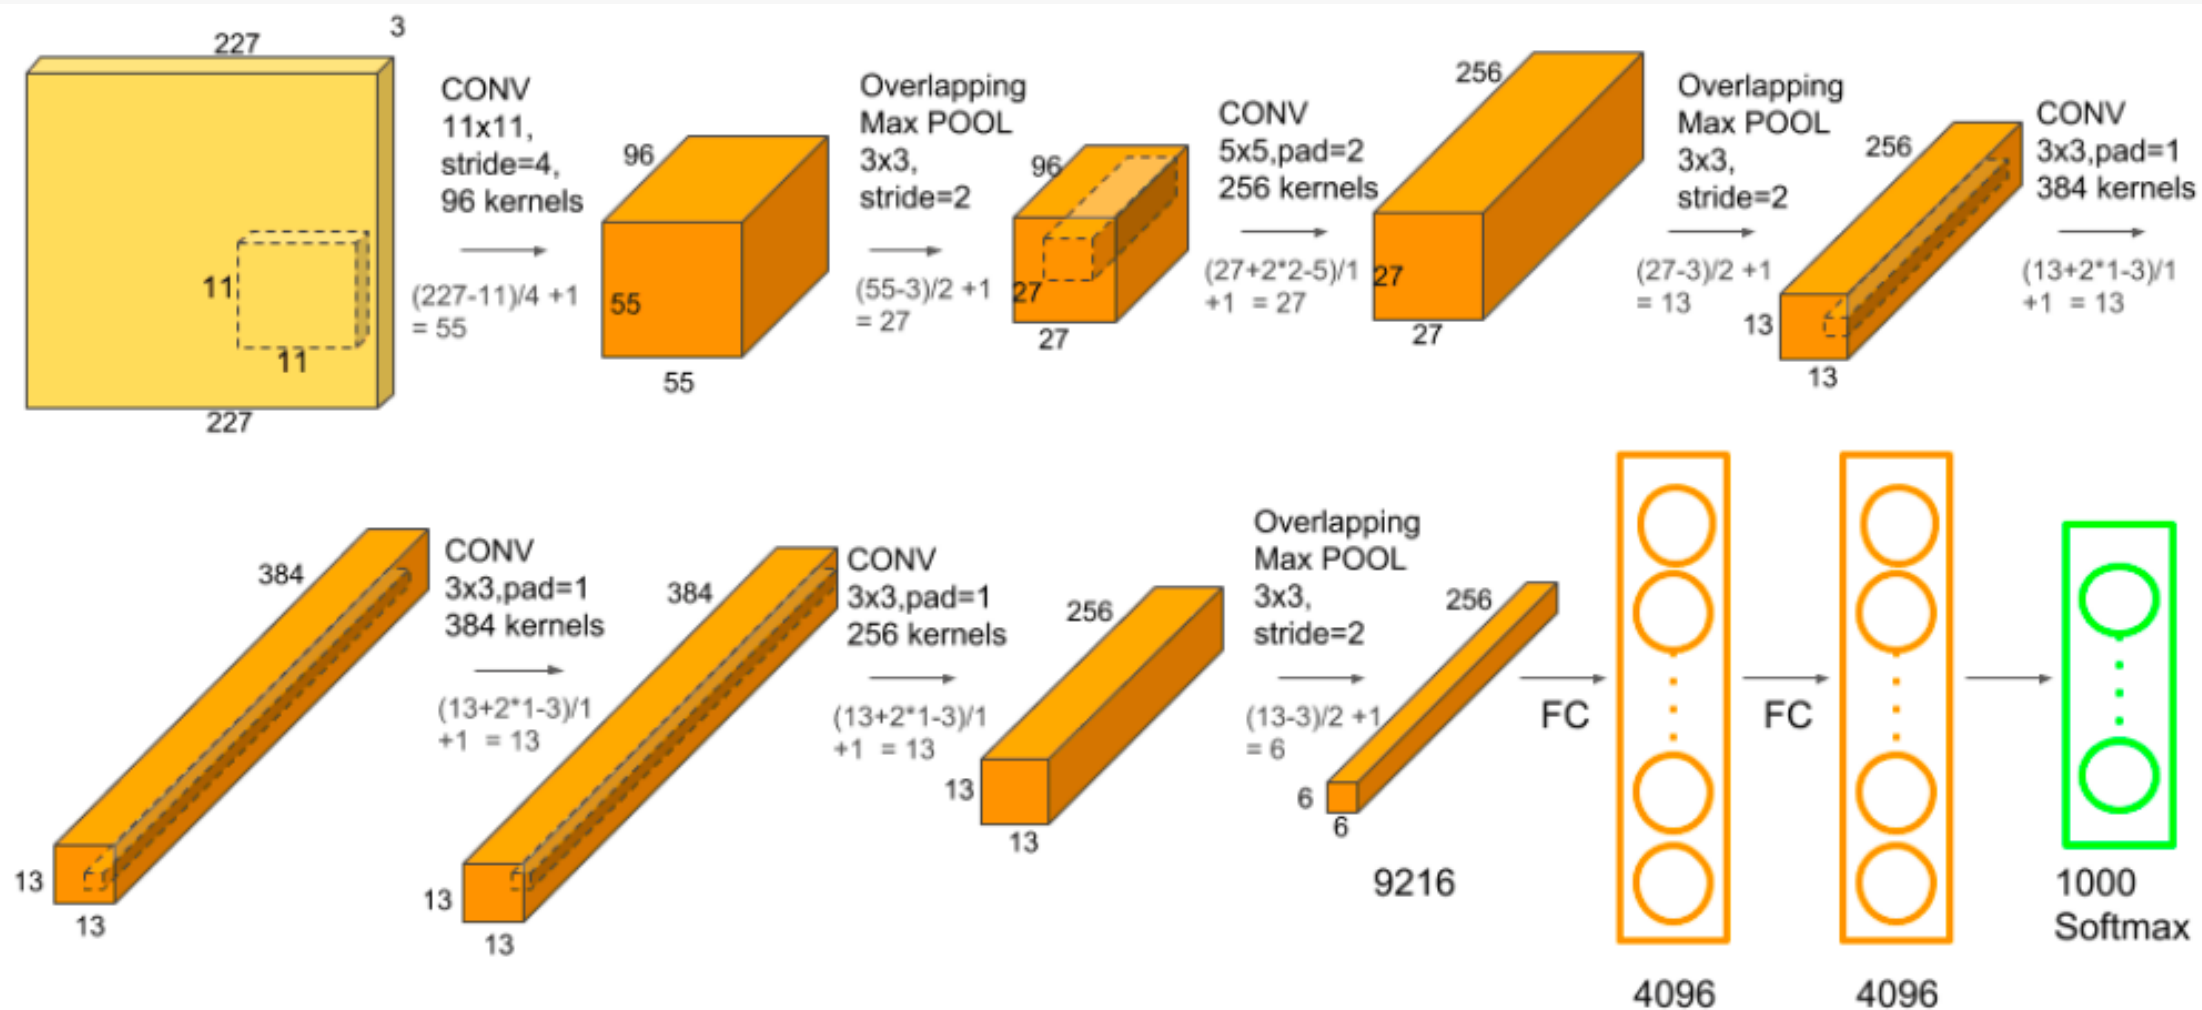 227
3
11
11
227
CONV
11x11,
stride=4,
96 kernels
(227-11)/4 +1
= 55
96
55
55
Overlapping
Max POOL
3x3,
stride=2
(55-3)/2 +1
= 27
96
27
27
CONV
5x5,pad=2
256 kernels
(27+2*2-5)/1
+1 = 27
256
27
27
Overlapping
Max POOL
3x3,
stride=2
(27-3)/2 +1
= 13
256
13
13
CONV
3x3,pad=1
384 kernels
(13+2*1-3)/1
+1 = 13
384
13
13
CONV
3x3,pad=1
384 kernels
(13+2*1-3)/1
+1 = 13
384
13
13
CONV
3x3,pad=1
256 kernels
(13+2*1-3)/1
+1 = 13
256
13
13
Overlapping
Max POOL
3x3,
stride=2
(13-3)/2 +1
= 6
256
6
6
9216
FC
4096
FC
4096
1000
Softmax